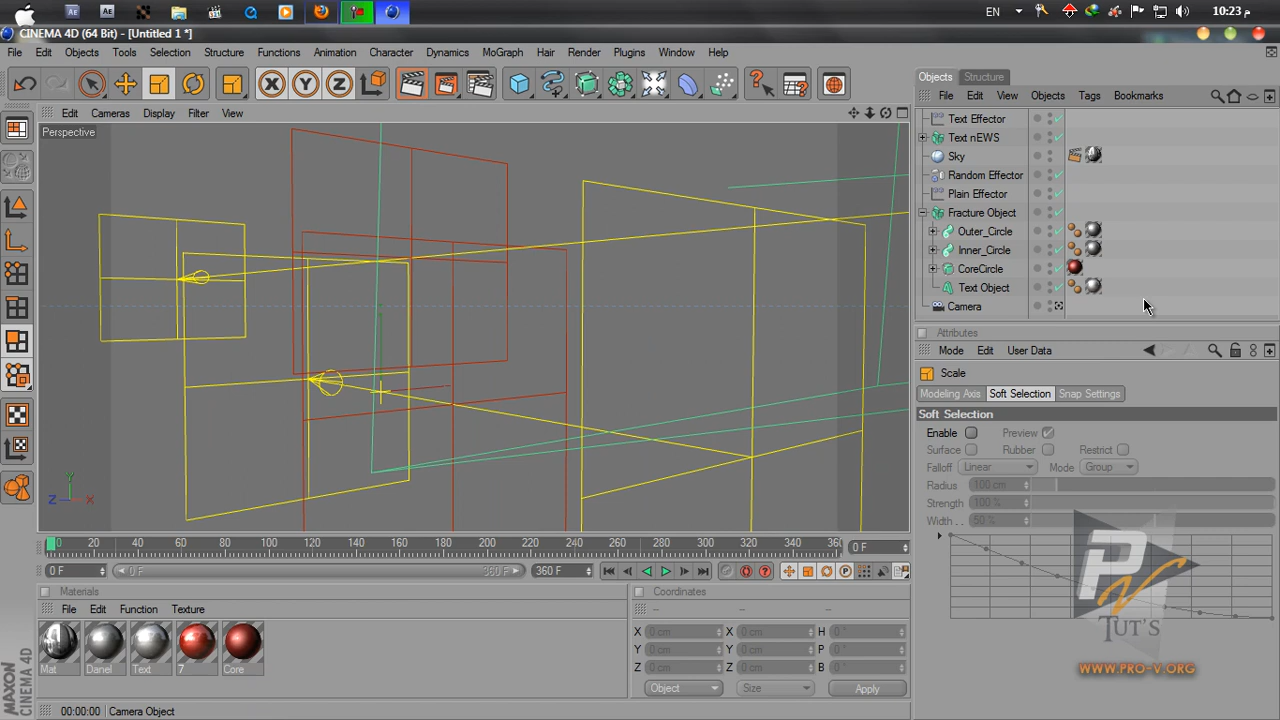 EN
10:23 م
CINEMA 4D (64 Bit) - [Untitled 1 *]
File Edit Objects Tools Selection Structure Functions Animation Character Dynamics MoGraph Hair Render Plugins Window Help
X Y Z
Edit Cameras Display Filter View
Perspective
Y
Z X
Objects Structure
File Edit View Objects Tags Bookmarks
Text Effector
Text nEWS
Sky
Random Effector
Plain Effector
Fracture Object
Outer_Circle
Inner_Circle
CoreCircle
Text Object
Camera
Attributes
Mode Edit User Data
Scale
Modeling Axis Soft Selection Snap Settings
Soft Selection
Enable Preview
Surface Rubber Restrict
Falloff Linear Mode Group
Radius 100 cm
Strength 100 %
Width . . 50 %
0 20 40 60 80 100 120 140 160 180 200 220 240 260 280 300 320 340 36 0 F
0 F 0 F 360 F 360 F
Materials
File Edit Function Texture
Mat Danel Text 7 Core
Coordinates
-- -- --
X 0 cm X 0 cm H 0 °
Y 0 cm Y 0 cm P 0 °
Z 0 cm Z 0 cm B 0 °
Object Size Apply
00:00:00 Camera Object
MAXON
CINEMA 4D
PV
TUT'S
WWW.PRO-V.ORG